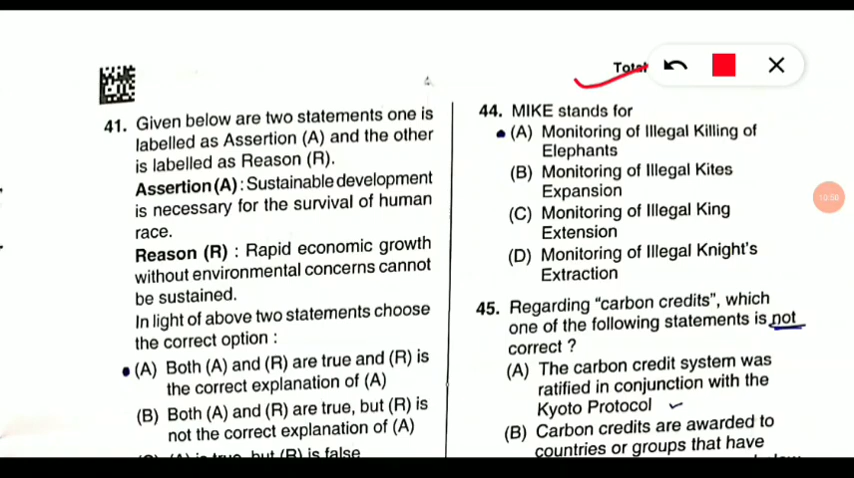 Total
41. Given below are two statements one is
labelled as Assertion (A) and the other
is labelled as Reason (R).
Assertion (A) : Sustainable development
is necessary for the survival of human
race.
Reason (R) : Rapid economic growth
without environmental concerns cannot
be sustained.
In light of above two statements choose
the correct option :
(A) Both (A) and (R) are true and (R) is
the correct explanation of (A)
(B) Both (A) and (R) are true, but (R) is
not the correct explanation of (A)
but (R) is false
44. MIKE stands for
(A) Monitoring of Illegal Killing of
Elephants
(B) Monitoring of Illegal Kites
Expansion
(C) Monitoring of Illegal King
Extension
(D) Monitoring of Illegal Knight's
Extraction
45. Regarding "carbon credits", which
one of the following statements is not
correct ?
(A) The carbon credit system was
ratified in conjunction with the
Kyoto Protocol
(B) Carbon credits are awarded to
countries or groups that have